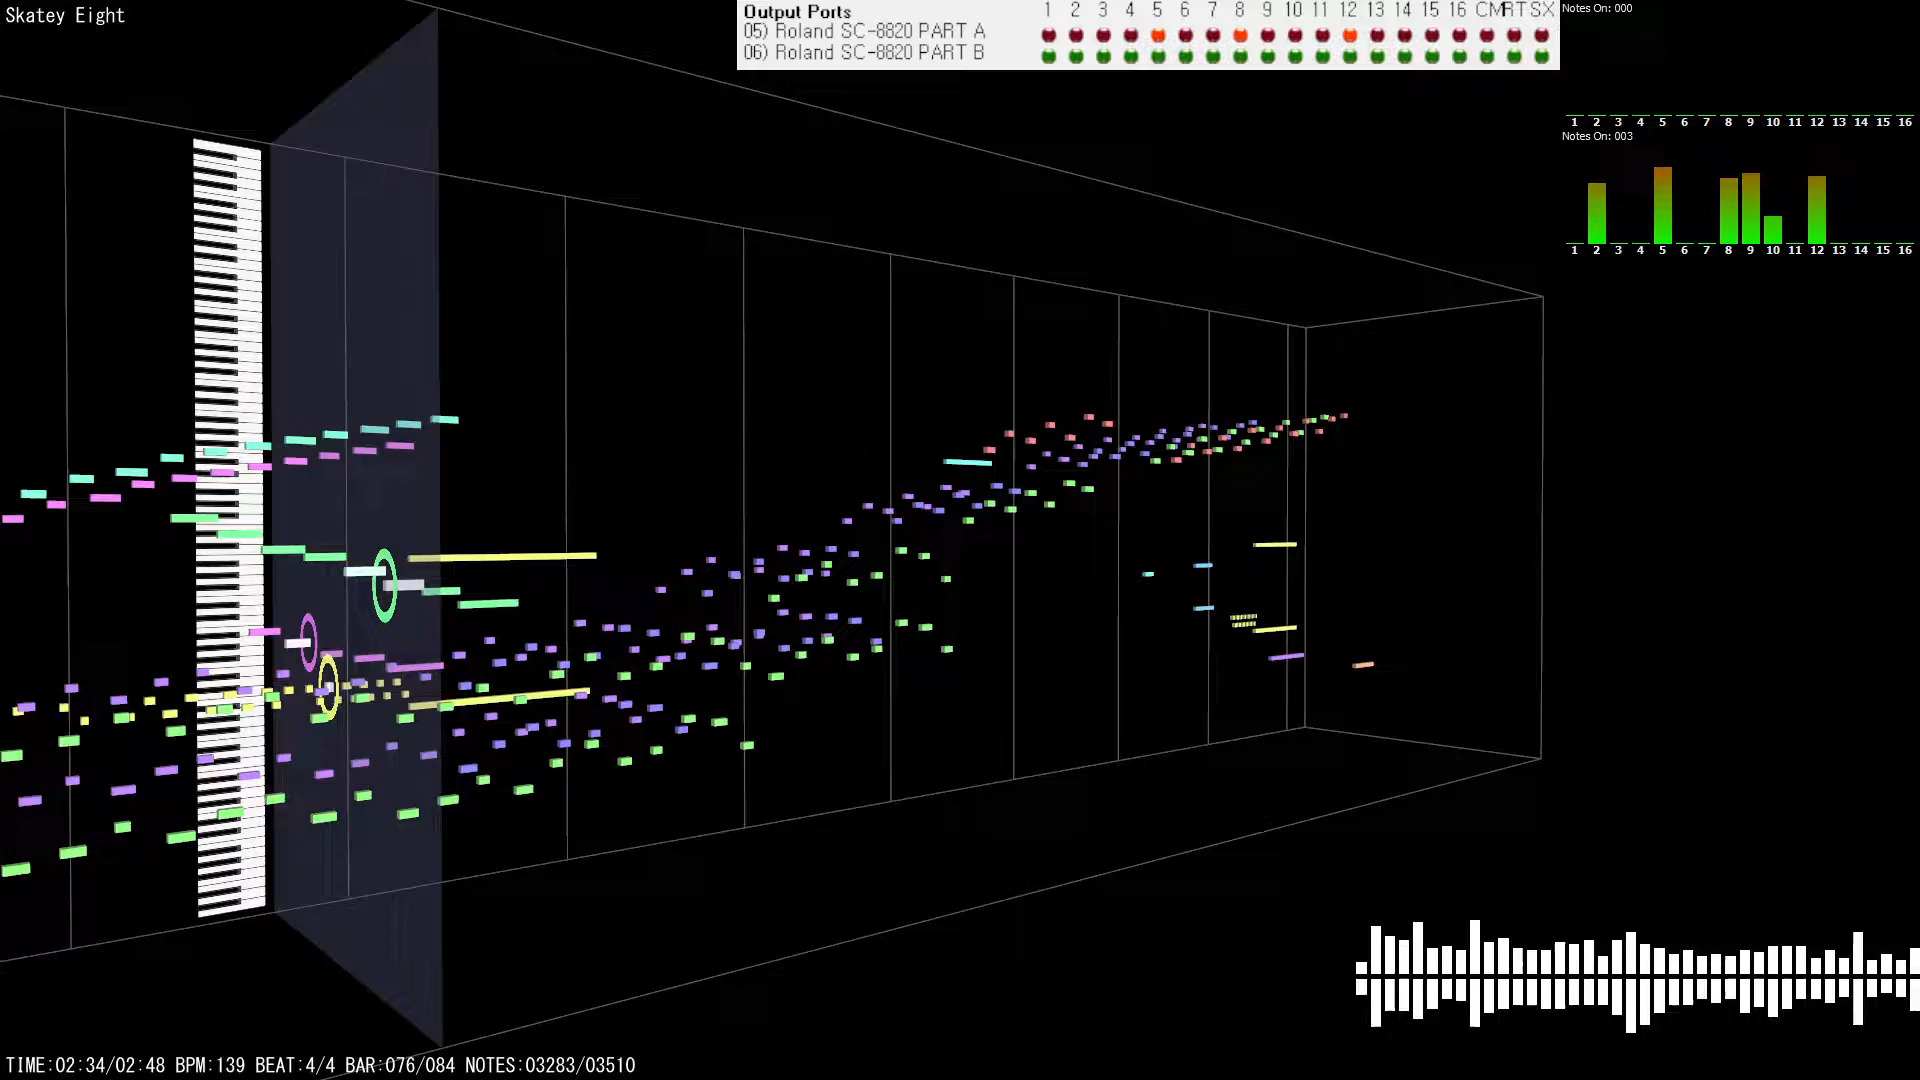 Skatey Eight
Output Ports 1 2 3 4 5 6 7 8 9 10 11 12 13 14 15 16 CM RT SX
05) Roland SC-8820 PART A
06) Roland SC-8820 PART B
Notes On: 000
1 2 3 4 5 6 7 8 9 10 11 12 13 14 15 16
Notes On: 003
1 2 3 4 5 6 7 8 9 10 11 12 13 14 15 16
TIME:02:34/02:48 BPM:139 BEAT:4/4 BAR:076/084 NOTES:03283/03510